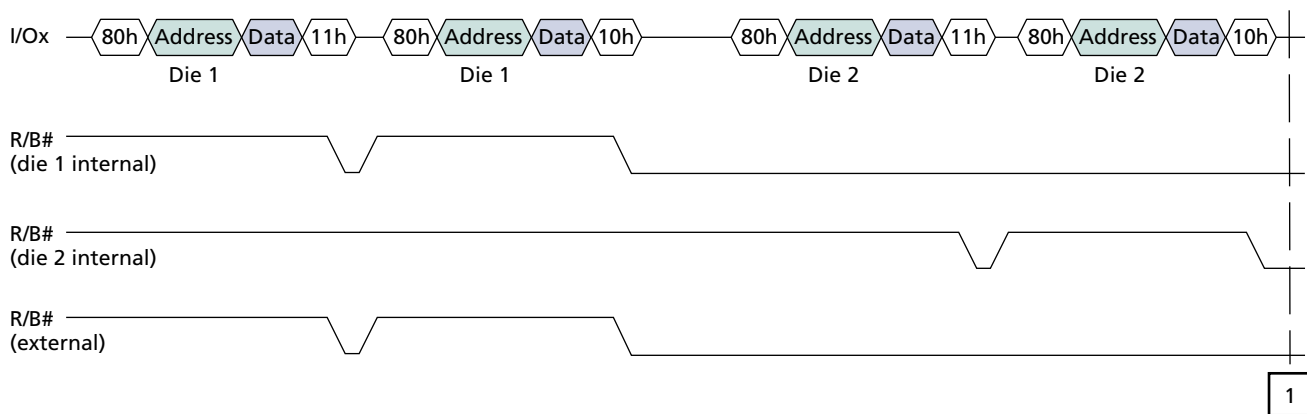 I/Ox 80h Address Data 11h 80h Address Data 10h 80h Address Data 11h 80h Address Data 10h
Die 1 Die 1 Die 2 Die 2
R/B#
(die 1 internal)
R/B#
(die 2 internal)
R/B#
(external)
1